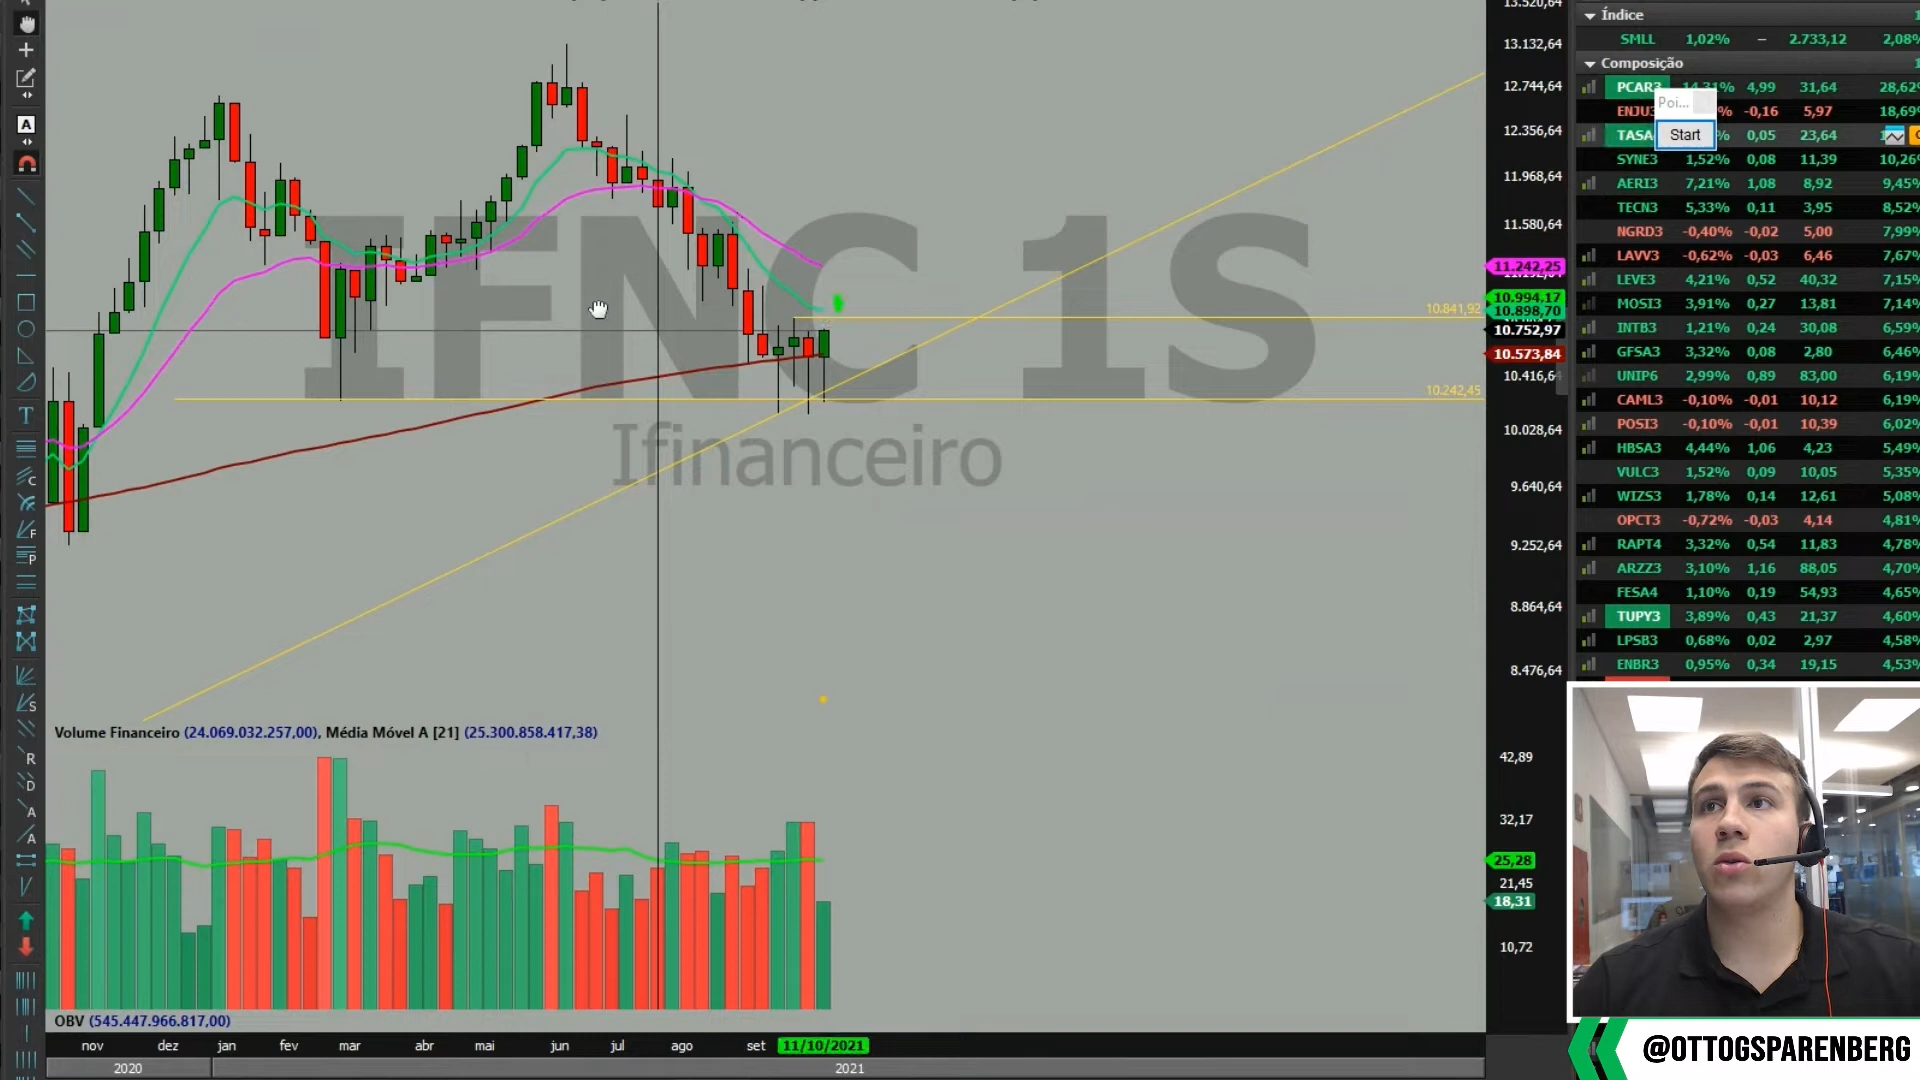 13.520,64
13.132,64
12.744,64
12.356,64
11.968,64
11.580,64
11.242,25
10.994,17
10.898,70
10.841,92
10.752,97
10.573,84
10.416,64
10.242,45
10.028,64
9.640,64
9.252,64
8.864,64
8.476,64
IFNC 1S
Ifinanceiro
Volume Financeiro (24.069.032.257,00), Média Móvel A [21] (25.300.858.417,38)
42,89
32,17
25,28
21,45
18,31
10,72
OBV (545.447.966.817,00)
nov dez jan fev mar abr mai jun jul ago set 11/10/2021
2020 2021
Índice
SMLL 1,02% – 2.733,12 2,08%
Composição
PCAR3 14,31% 4,99 31,64 28,62%
Poi...
ENJU3 % -0,16 5,97 18,69%
Start
TASA % 0,05 23,64
SYNE3 1,52% 0,08 11,39 10,26%
AERI3 7,21% 1,08 8,92 9,45%
TECN3 5,33% 0,11 3,95 8,52%
NGRD3 -0,40% -0,02 5,00 7,99%
LAVV3 -0,62% -0,03 6,46 7,67%
LEVE3 4,21% 0,52 40,32 7,15%
MOSI3 3,91% 0,27 13,81 7,14%
INTB3 1,21% 0,24 30,08 6,59%
GFSA3 3,32% 0,08 2,80 6,46%
UNIP6 2,99% 0,89 83,00 6,19%
CAML3 -0,10% -0,01 10,12 6,19%
POSI3 -0,10% -0,01 10,39 6,02%
HBSA3 4,44% 1,06 4,23 5,49%
VULC3 1,52% 0,09 10,05 5,35%
WIZS3 1,78% 0,14 12,61 5,08%
OPCT3 -0,72% -0,03 4,14 4,81%
RAPT4 3,32% 0,54 11,83 4,78%
ARZZ3 3,10% 1,16 88,05 4,70%
FESA4 1,10% 0,19 54,93 4,65%
TUPY3 3,89% 0,43 21,37 4,60%
LPSB3 0,68% 0,02 2,97 4,58%
ENBR3 0,95% 0,34 19,15 4,53%
@OTTOGSPARENBERG